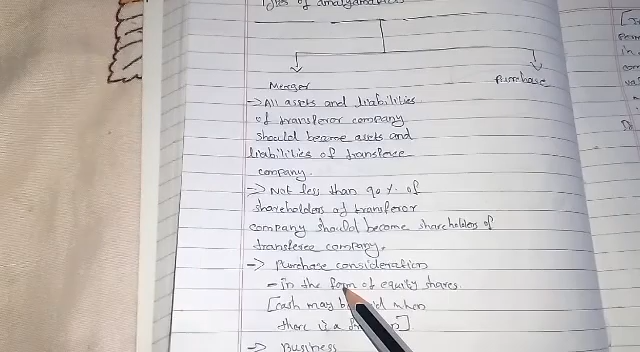 Types of amalgamation
Merger
Purchase
→ All assets and liabilities
of transferor company
should become assets and
liabilities of transferee
company.
→ Not less than 90% of
shareholders of transferor
company should become shareholders of
transferee company.
→ Purchase consideration
- in the form of equity shares.
[cash may be paid when
there is a
→ Business